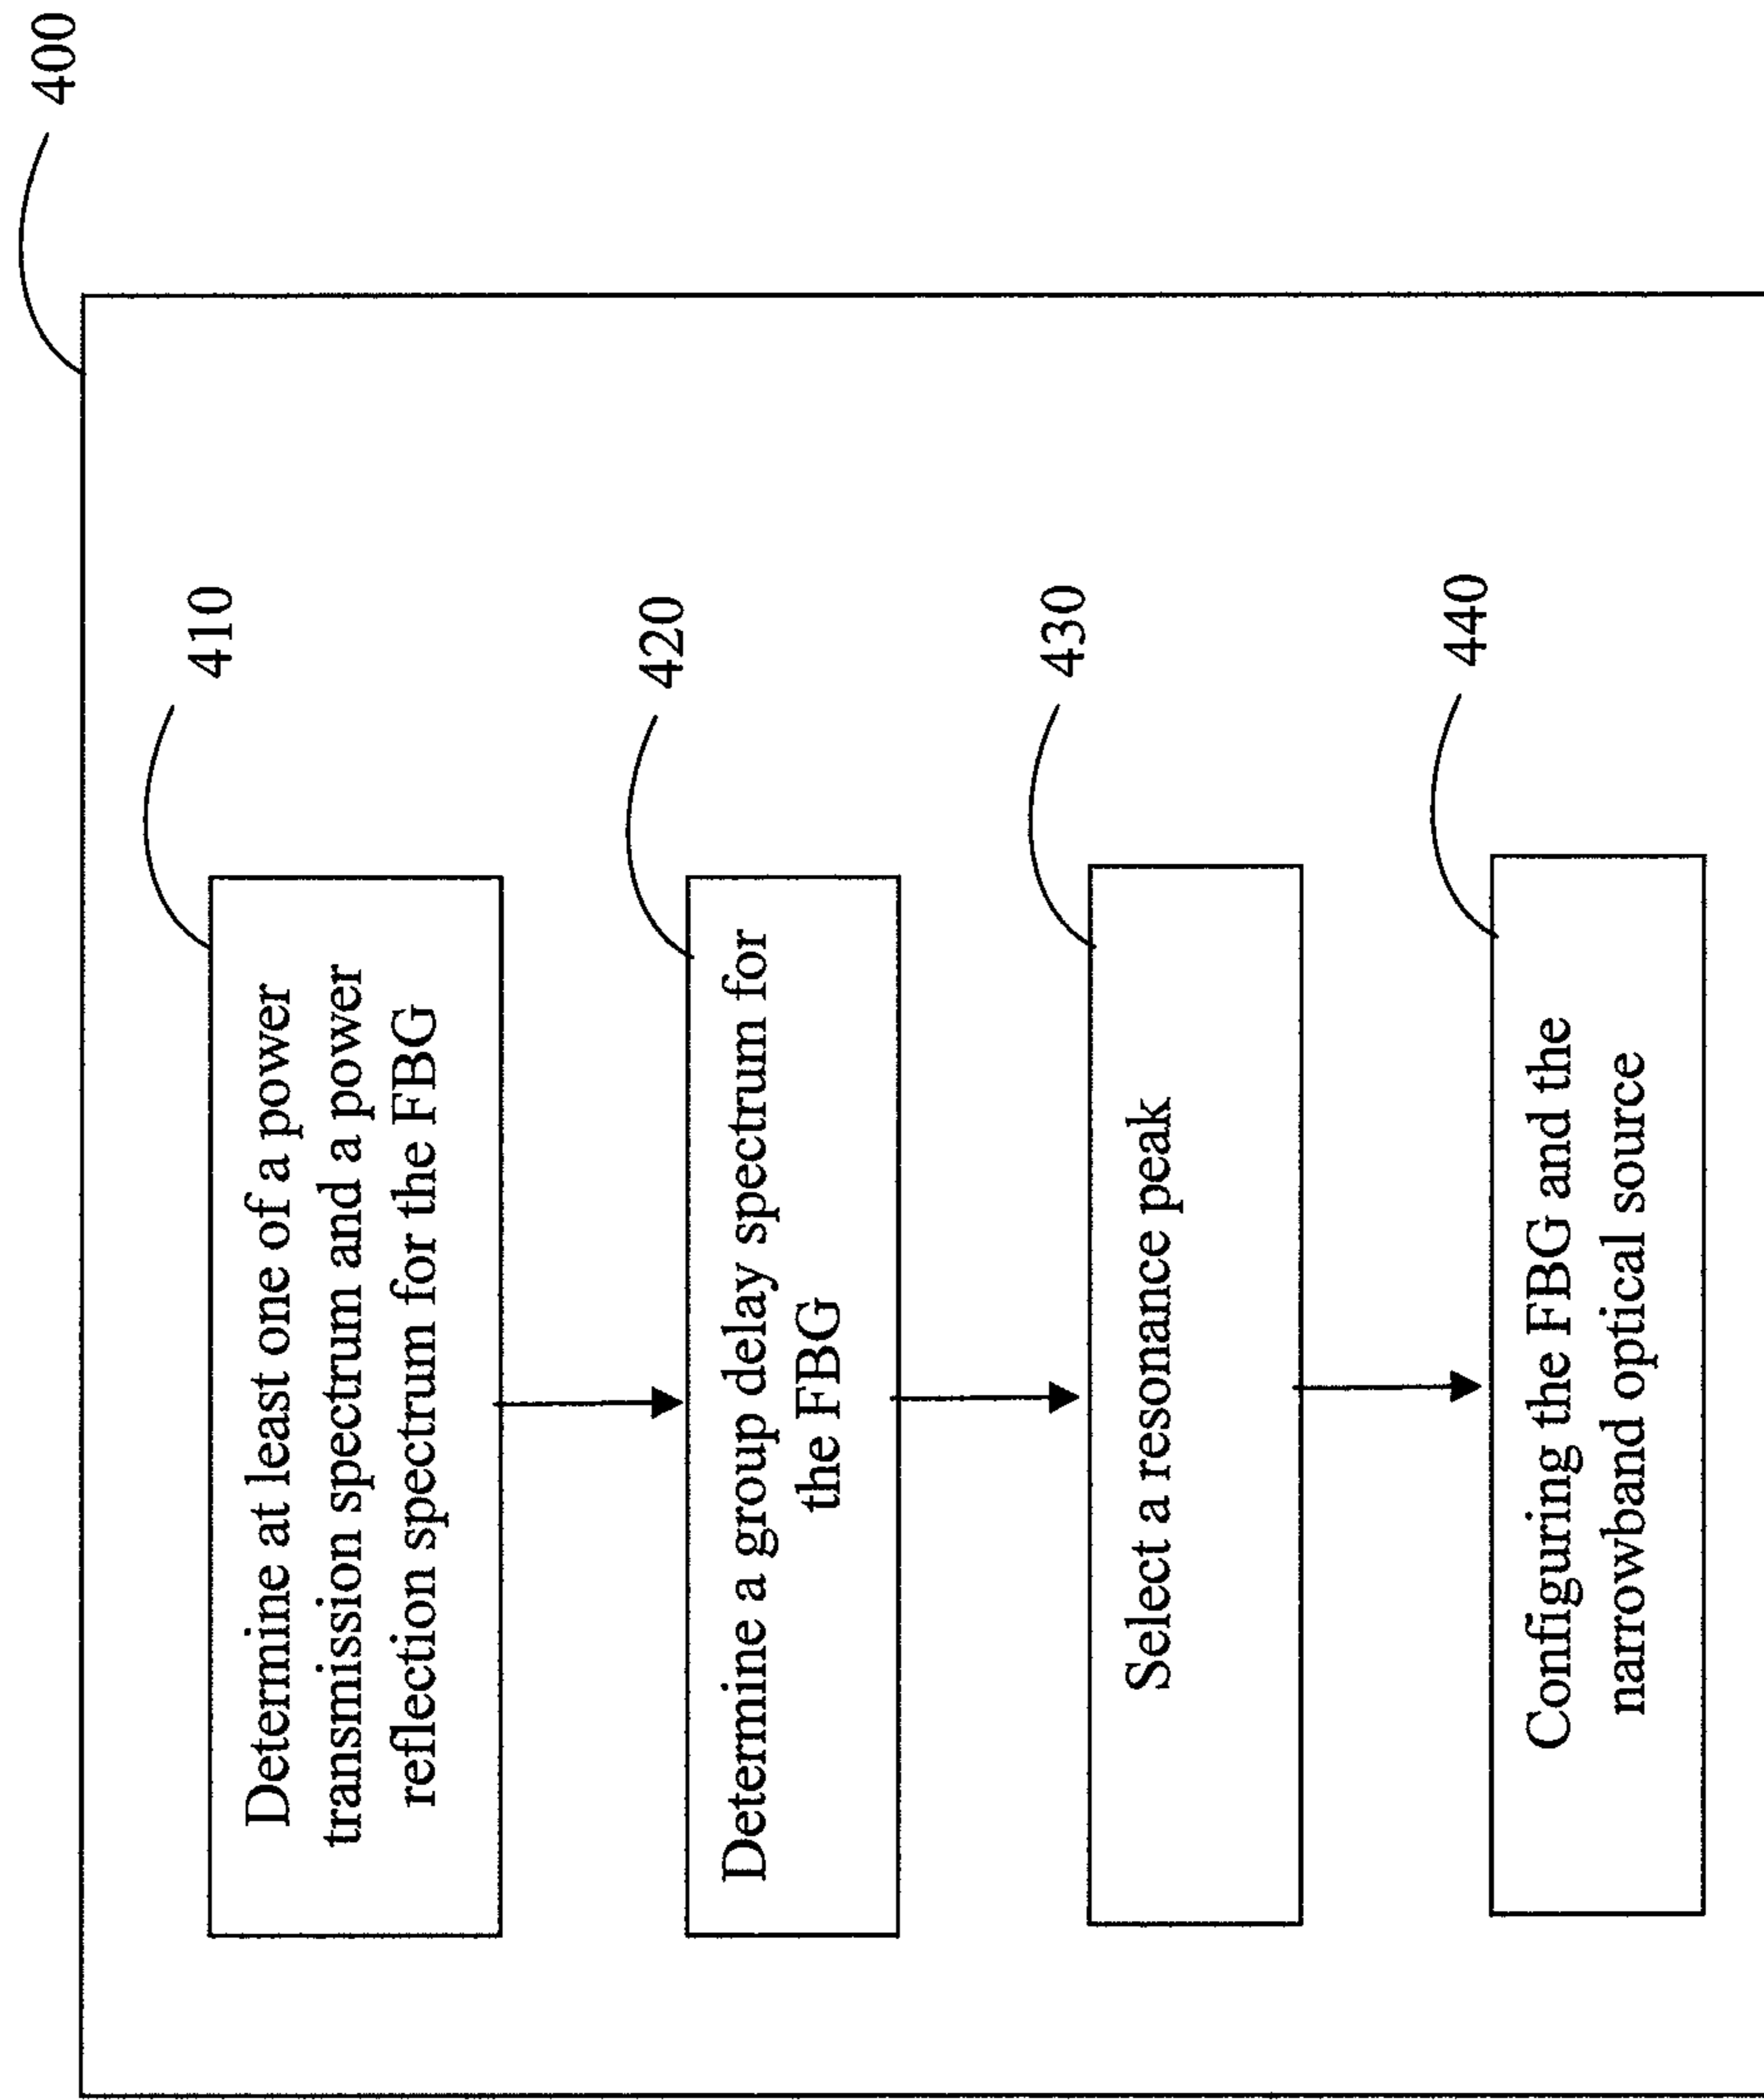 400
410
Determine at least one of a power
transmission spectrum and a power
reflection spectrum for the FBG
420
Determine a group delay spectrum for
the FBG
430
Select a resonance peak
440
Configuring the FBG and the
narrowband optical source